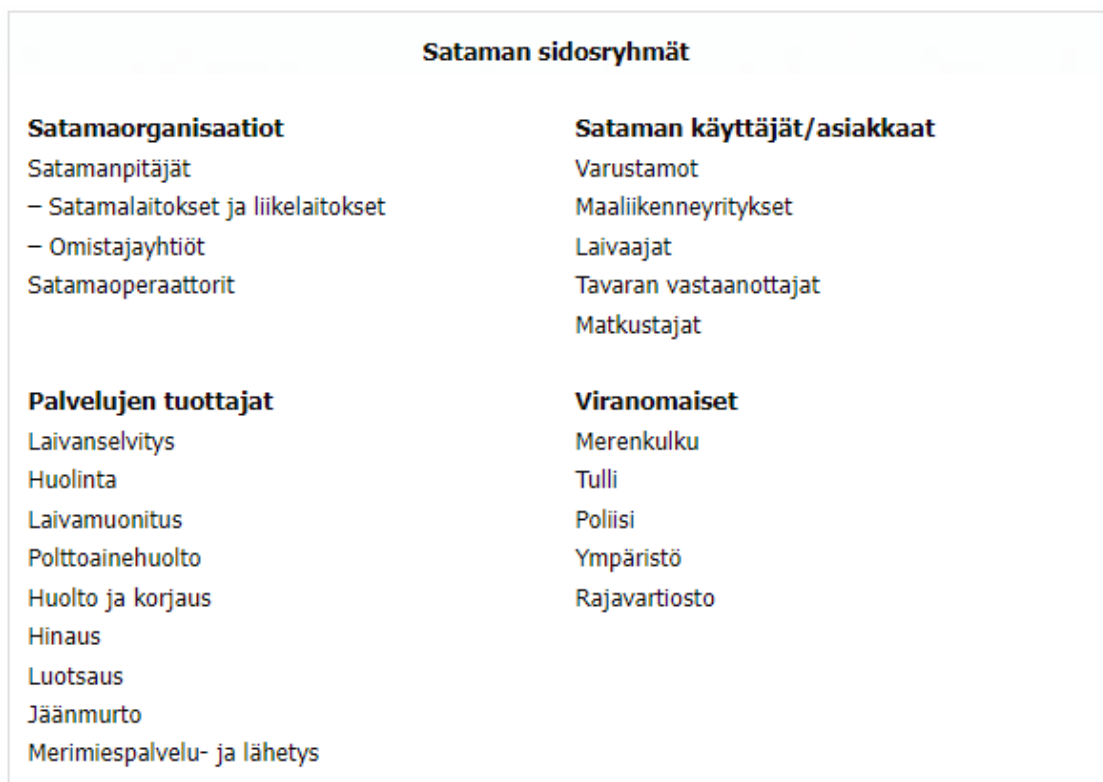 Sataman sidosryhmät
Satamaorganisaatiot
Satamanpitäjät
– Satamalaitokset ja liikelaitokset
– Omistajayhtiöt
Satamaoperaattorit
Sataman käyttäjät/asiakkaat
Varustamot
Maaliikenneyritykset
Laivaajat
Tavaran vastaanottajat
Matkustajat
Palvelujen tuottajat
Laivanselvitys
Huolinta
Laivamuonitus
Polttoainehuolto
Huolto ja korjaus
Hinaus
Luotsaus
Jäänmurto
Merimiespalvelu- ja lähetys
Viranomaiset
Merenkulku
Tulli
Poliisi
Ympäristö
Rajavartiosto